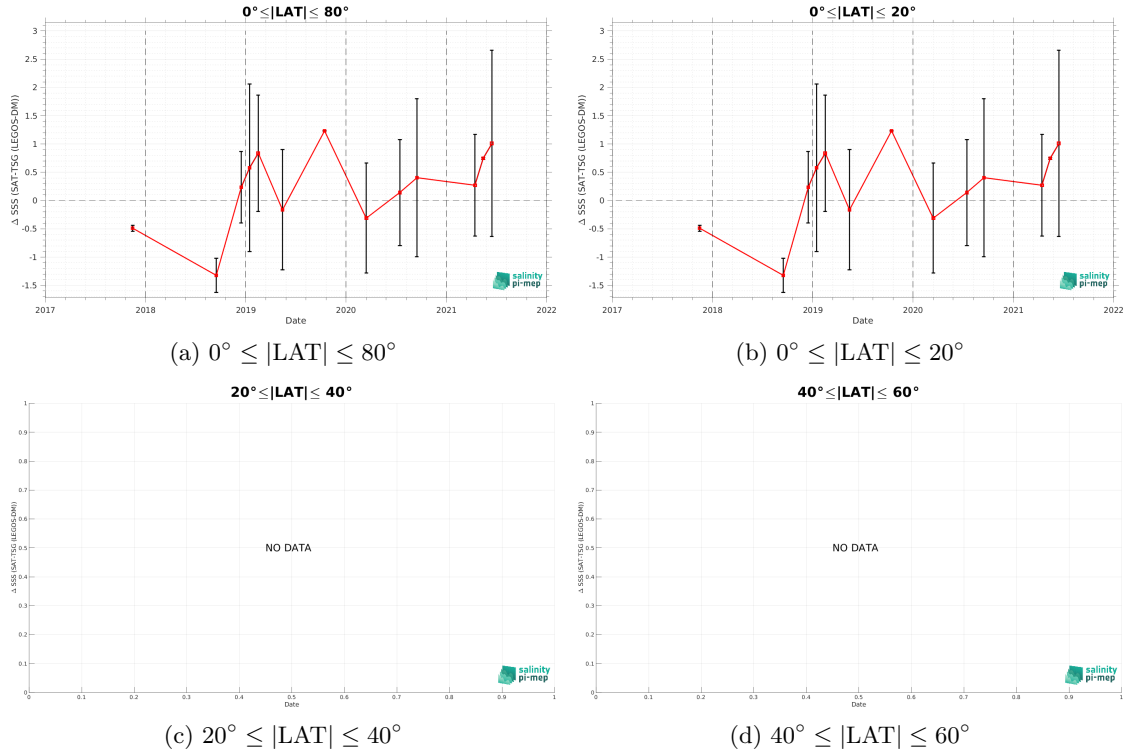 0°≤|LAT|≤ 80°
3
2.5
2
1.5
1
0.5
0
-0.5
-1
-1.5
Δ SSS (SAT-TSG (LEGOS-DM))
2017
2018
2019
2020
2021
2022
Date
salinity
pi-mep
(a) 0° ≤ |LAT| ≤ 80°
0°≤|LAT|≤ 20°
3
2.5
2
1.5
1
0.5
0
-0.5
-1
-1.5
Δ SSS (SAT-TSG (LEGOS-DM))
2017
2018
2019
2020
2021
2022
Date
salinity
pi-mep
(b) 0° ≤ |LAT| ≤ 20°
20°≤|LAT|≤ 40°
1
0.9
0.8
0.7
0.6
0.5
0.4
0.3
0.2
0.1
0
Δ SSS (SAT-TSG (LEGOS-DM))
NO DATA
0
0.1
0.2
0.3
0.4
0.5
0.6
0.7
0.8
0.9
1
Date
salinity
pi-mep
(c) 20° ≤ |LAT| ≤ 40°
40°≤|LAT|≤ 60°
1
0.9
0.8
0.7
0.6
0.5
0.4
0.3
0.2
0.1
0
Δ SSS (SAT-TSG (LEGOS-DM))
NO DATA
0
0.1
0.2
0.3
0.4
0.5
0.6
0.7
0.8
0.9
1
Date
salinity
pi-mep
(d) 40° ≤ |LAT| ≤ 60°